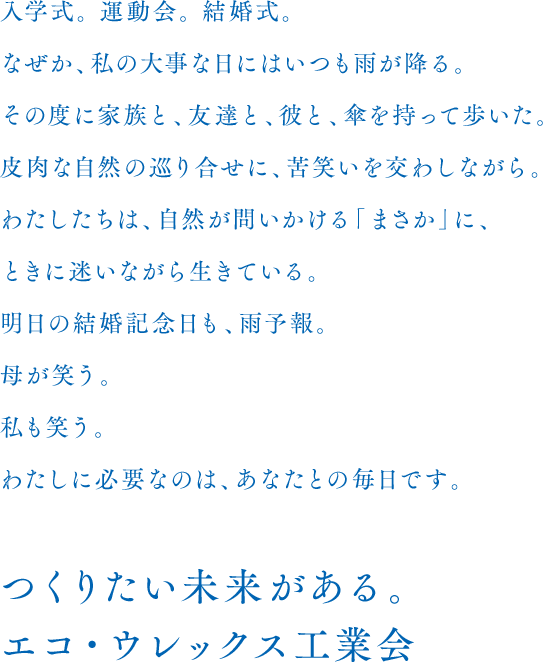 入学式。運動会。結婚式。
なぜか、私の大事な日にはいつも雨が降る。
その度に家族と、友達と、彼と、傘を持って歩いた。
皮肉な自然の巡り合せに、苦笑いを交わしながら。
わたしたちは、自然が問いかける「まさか」に、
ときに迷いながら生きている。
明日の結婚記念日も、雨予報。
母が笑う。
私も笑う。
わたしに必要なのは、あなたとの毎日です。
つくりたい未来がある。
エコ・ウレックス工業会